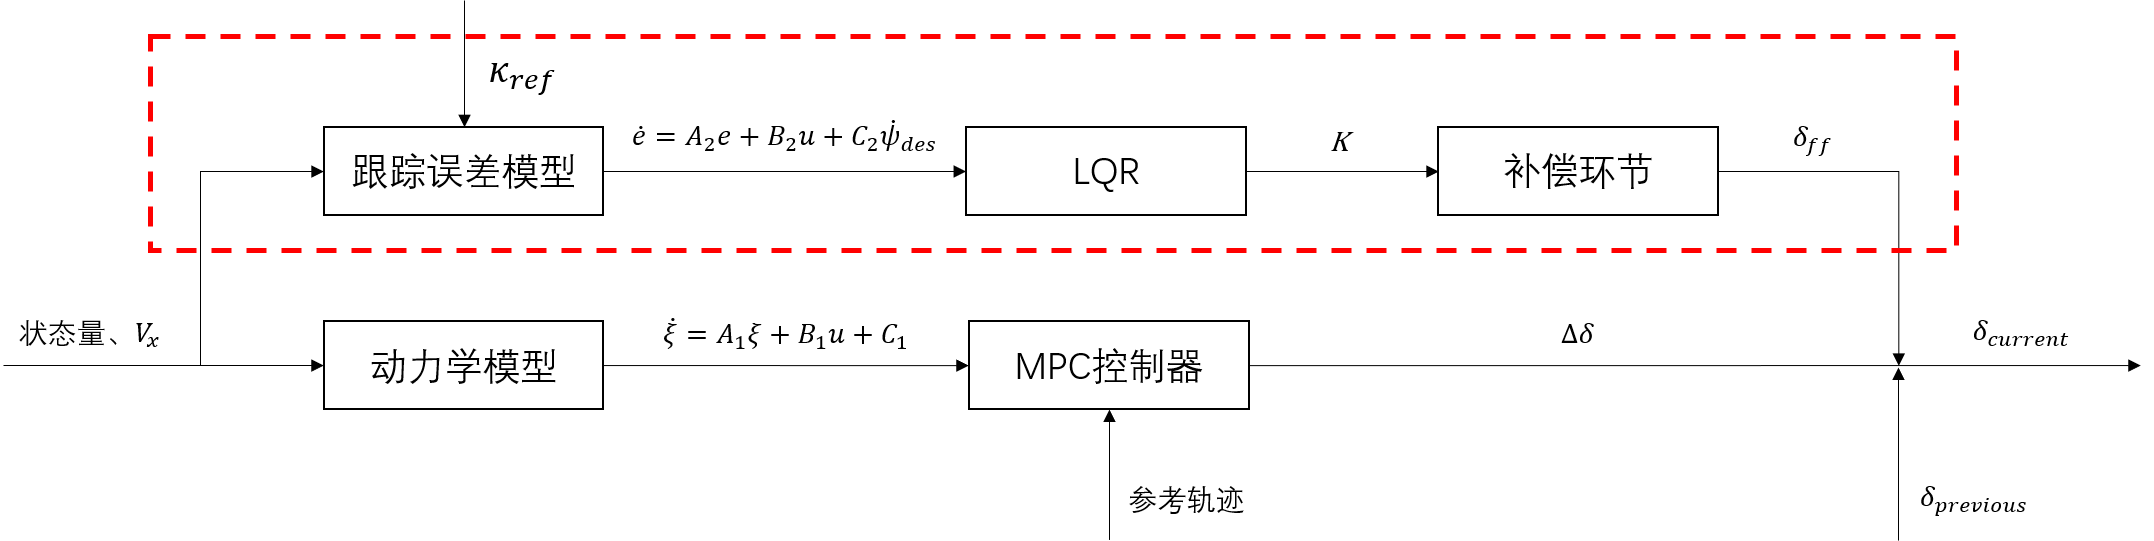 κ_ref
ė = A₂e + B₂u + C₂ψ̇_des
K
δ_ff
跟踪误差模型
LQR
补偿环节
状态量、Vₓ
ξ̇ = A₁ξ + B₁u + C₁
Δδ
δ_current
动力学模型
MPC控制器
参考轨迹
δ_previous